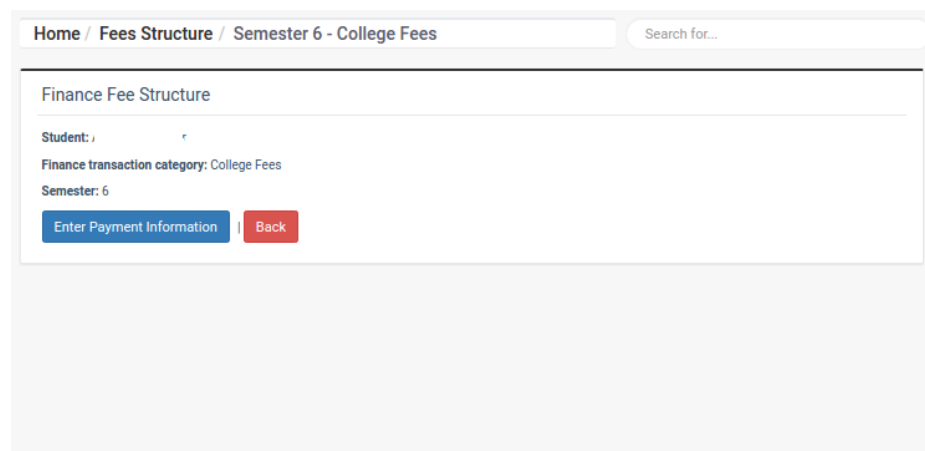 Home / Fees Structure / Semester 6 - College Fees
Search for...
Finance Fee Structure
Student:
Finance transaction category: College Fees
Semester: 6
Enter Payment Information | Back